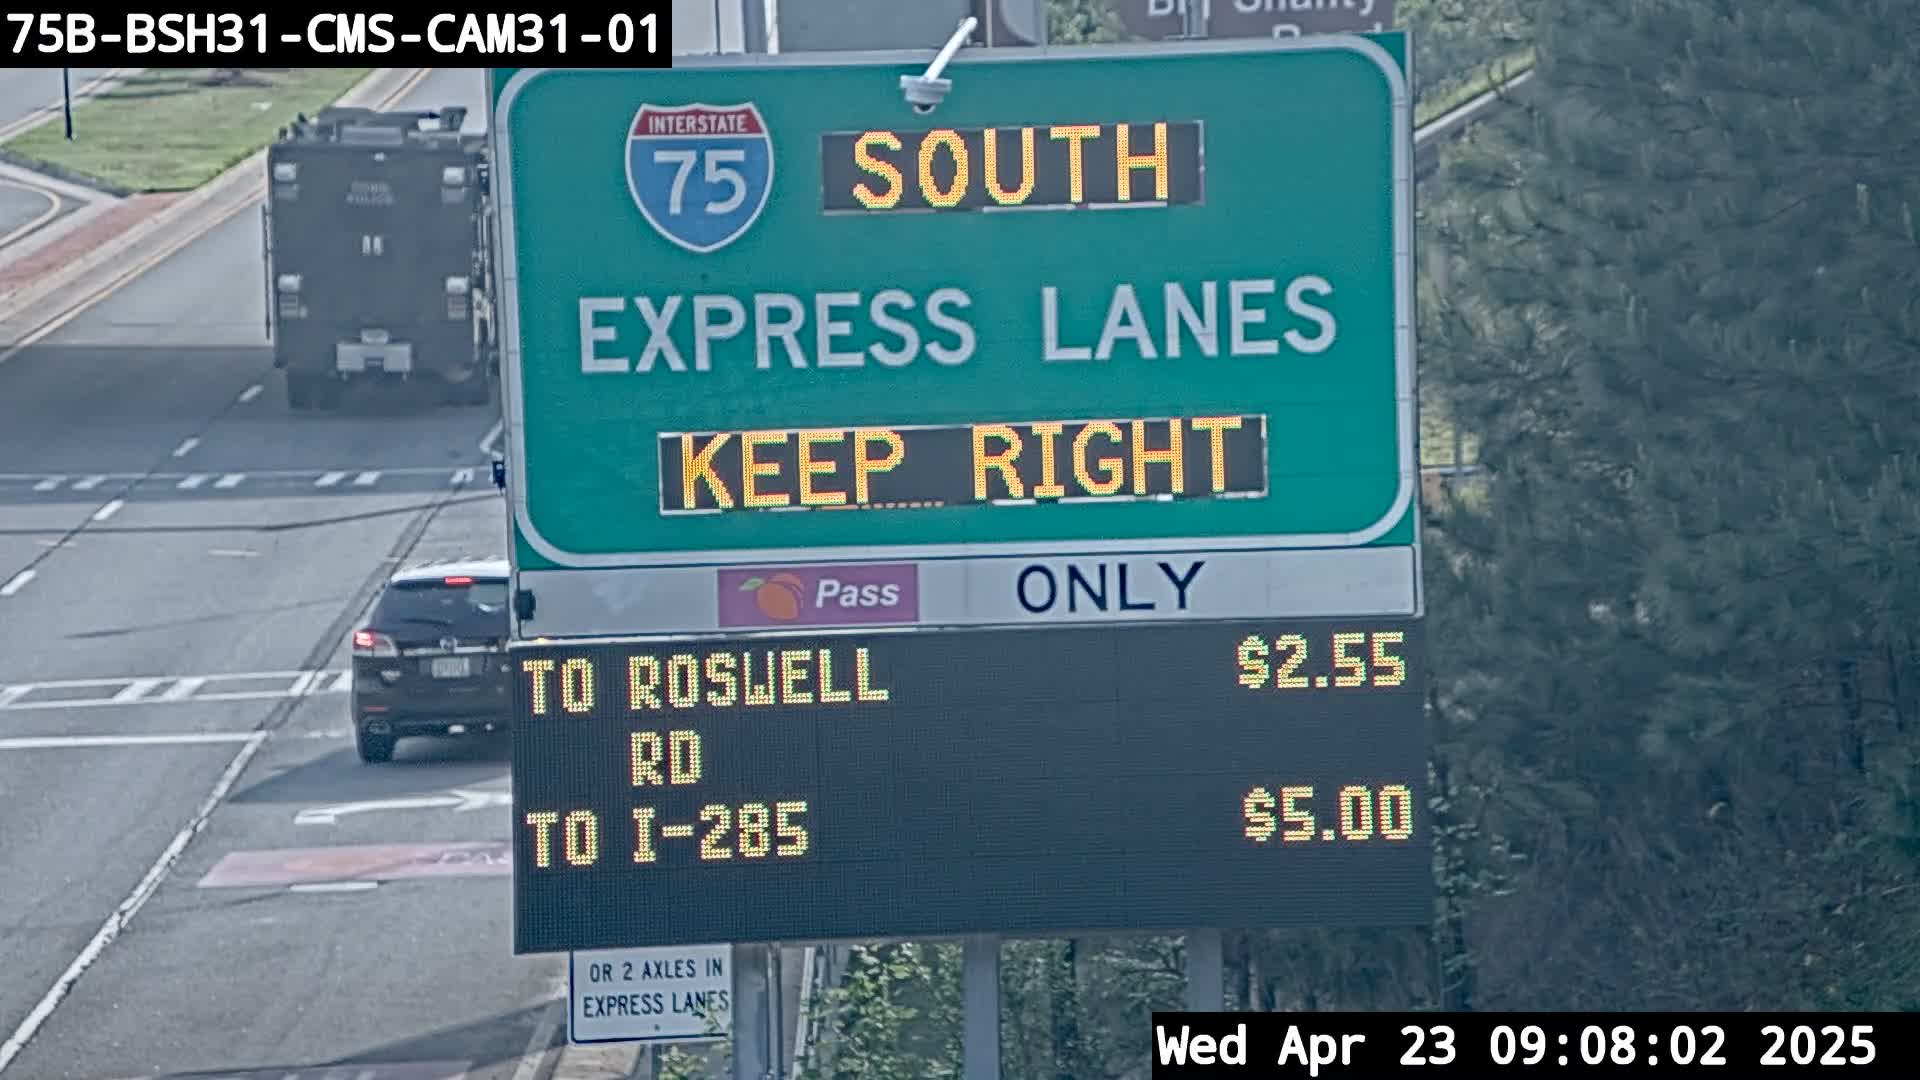 75B-BSH31-CMS-CAM31-01
INTERSTATE
75
SOUTH
EXPRESS LANES
KEEP RIGHT
Pass ONLY
TO ROSWELL $2.55
RD
TO I-285 $5.00
OR 2 AXLES IN
EXPRESS LANES
Wed Apr 23 09:08:02 2025